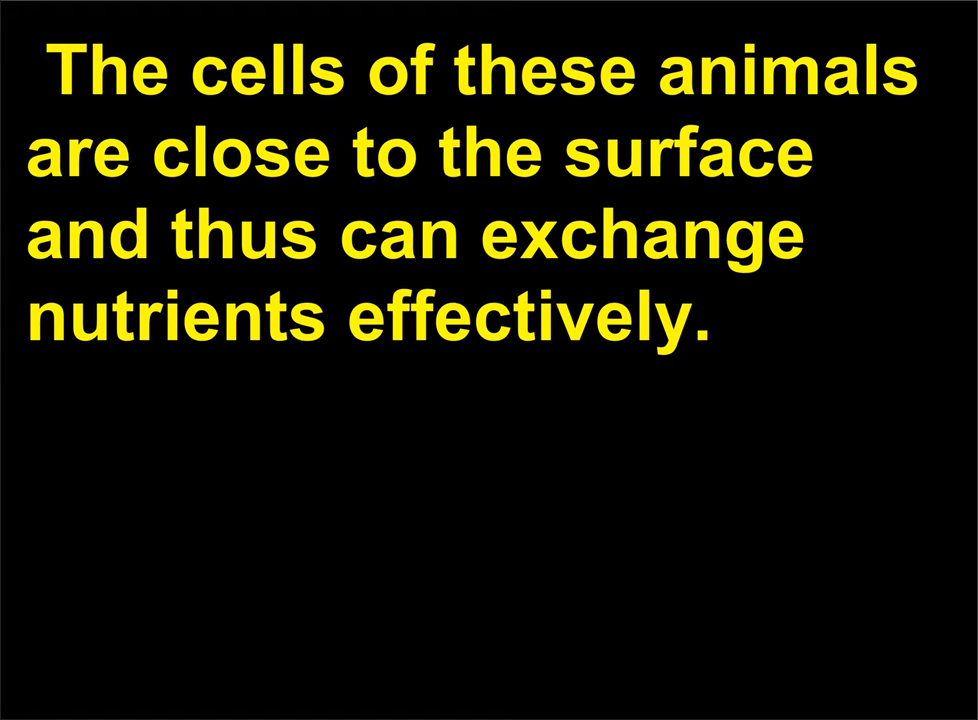 The cells of these animals
are close to the surface
and thus can exchange
nutrients effectively.